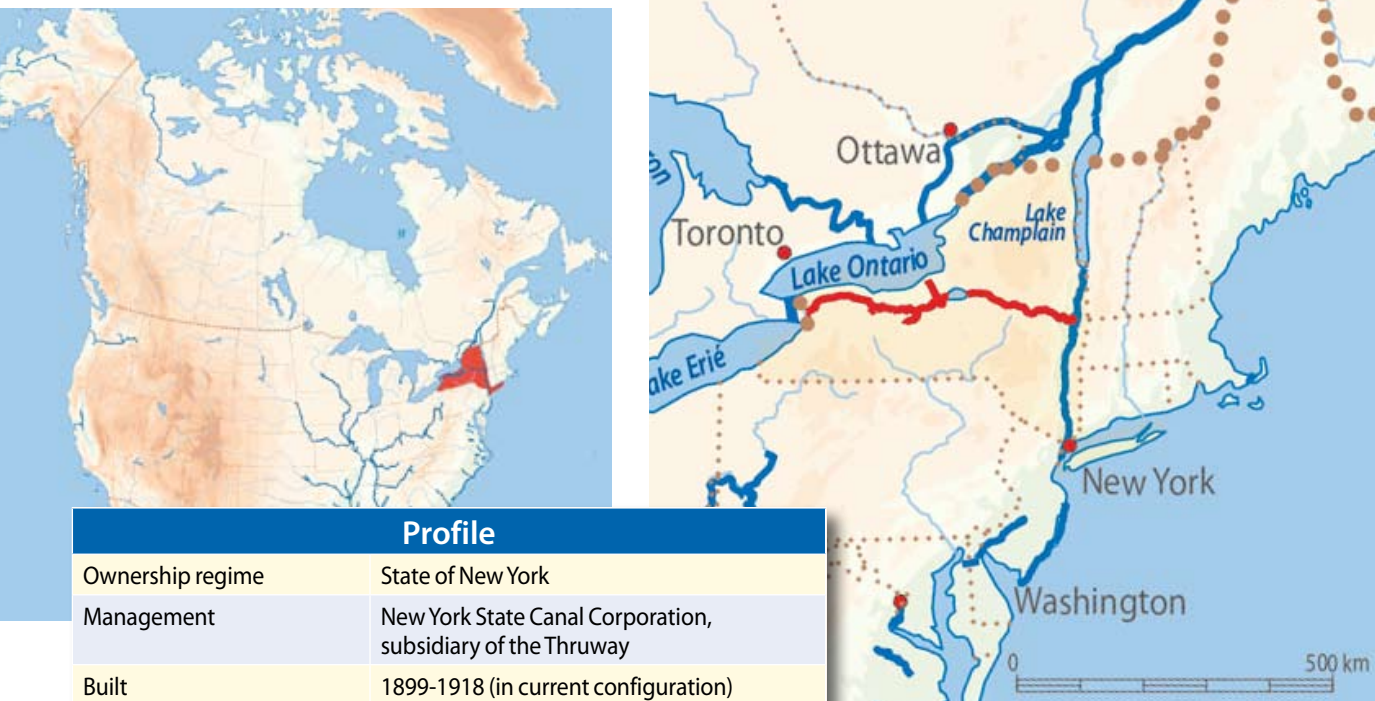 Ottawa
on
Toronto
Lake
Champlain
Lake Ontario
ake Erié
New York
Washington
0
500 km
Profile
Ownership regime
State of New York
Management
New York State Canal Corporation,
subsidiary of the Thruway
Built
1899-1918 (in current configuration)